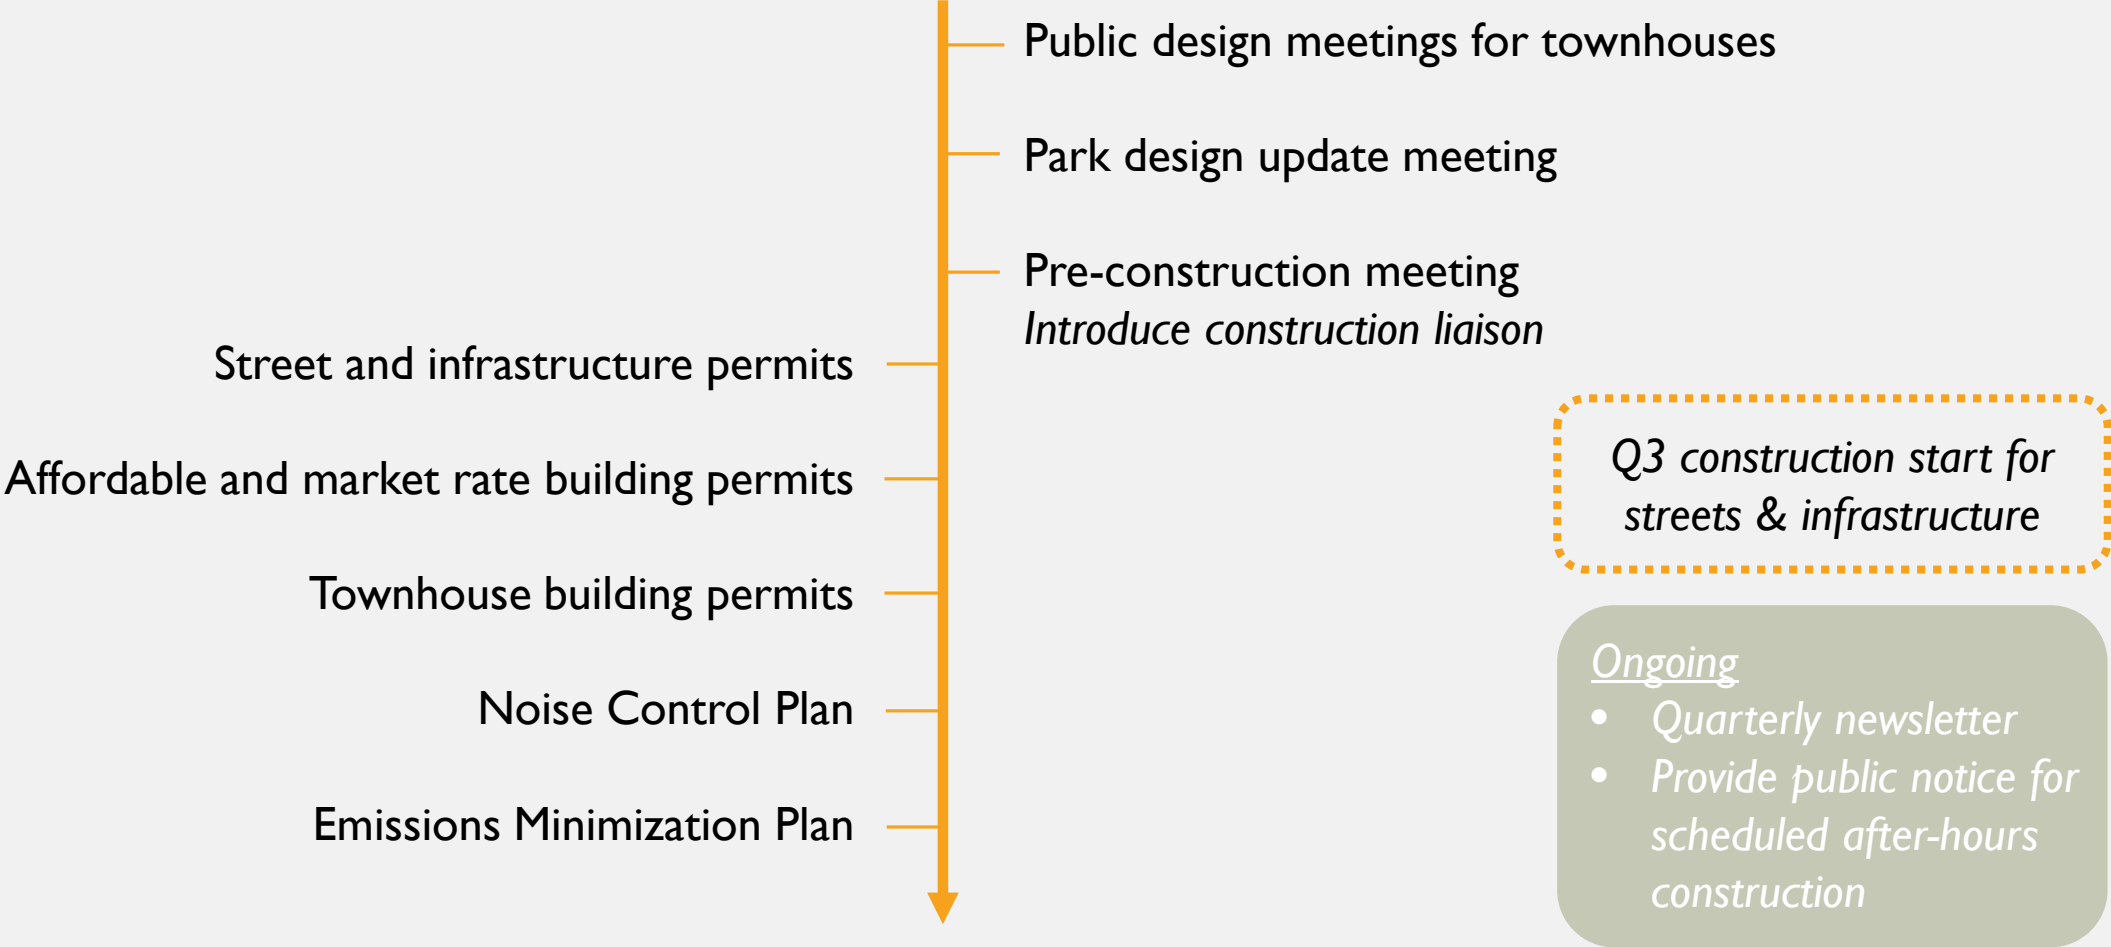 Public design meetings for townhouses
Park design update meeting
Pre-construction meeting
Introduce construction liaison
Street and infrastructure permits
Affordable and market rate building permits
Townhouse building permits
Noise Control Plan
Emissions Minimization Plan
Q3 construction start for
streets & infrastructure
Ongoing
• Quarterly newsletter
• Provide public notice for
scheduled after-hours
construction